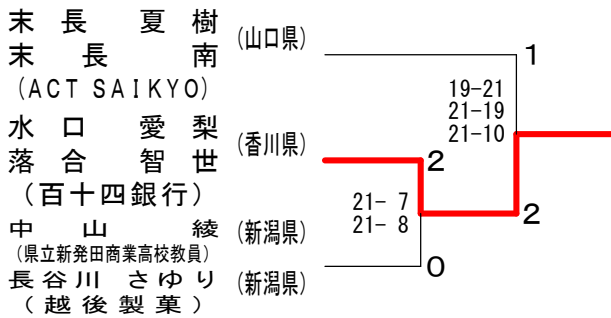 末長 夏樹
末長 南
(山口県)
(ACT SAIKYO)
1
19-21
21-19
21-10
水口 愛梨
落合 智世
(香川県)
(百十四銀行)
2
21- 7
21- 8
2
中山 綾
(新潟県)
(県立新発田商業高校教員)
長谷川 さゆり
(新潟県)
(越後製菓)
0